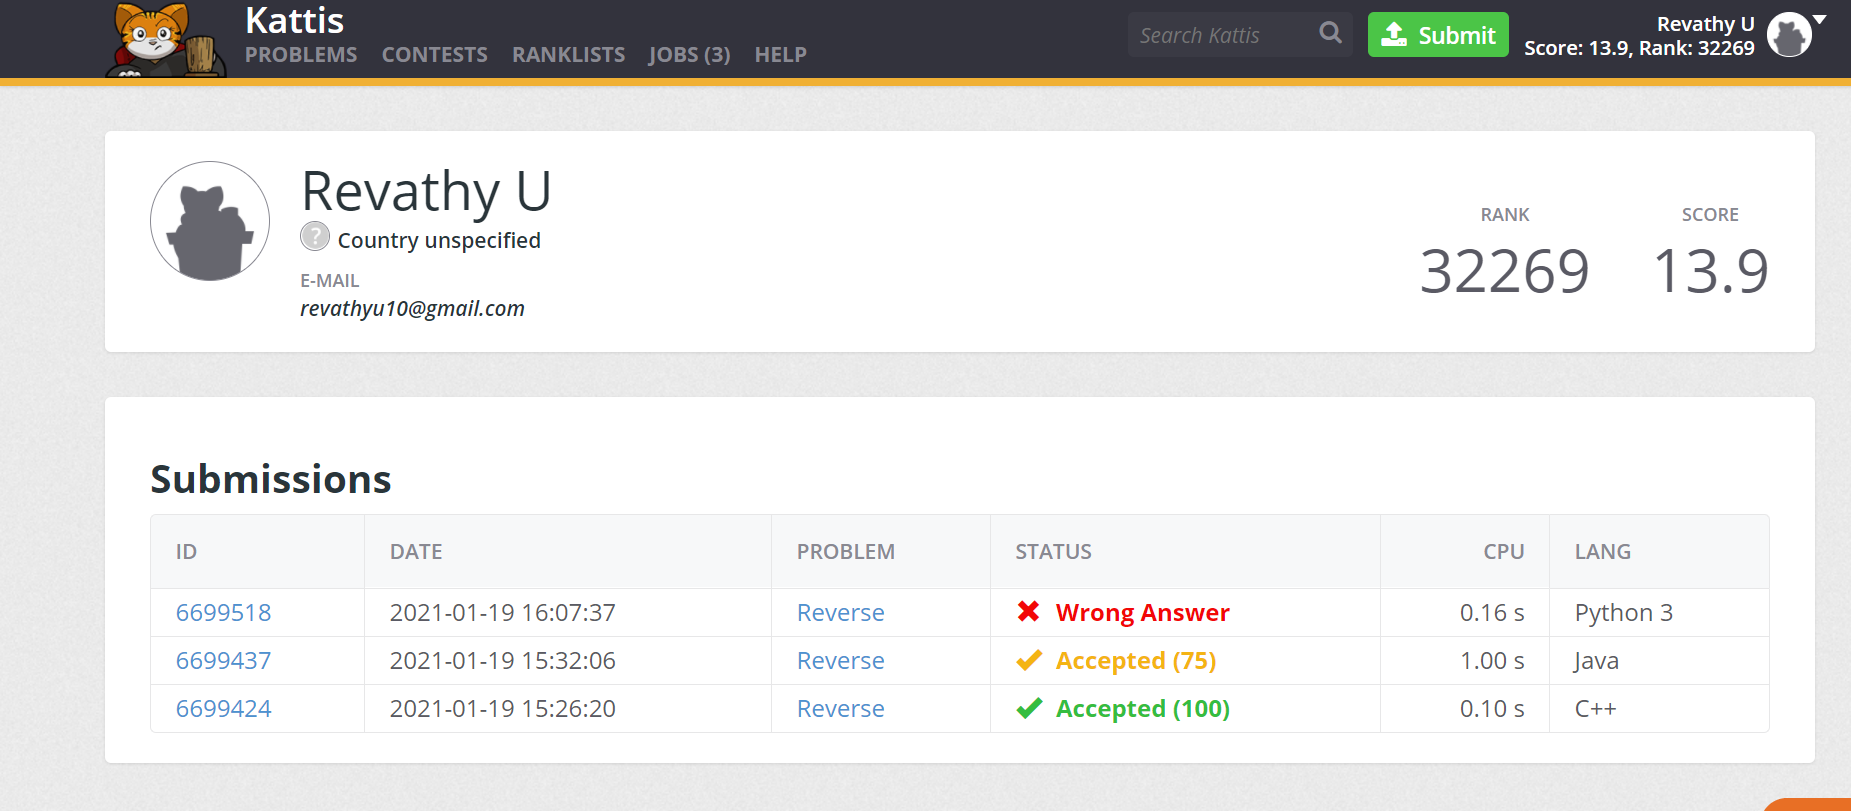 Kattis
PROBLEMS CONTESTS RANKLISTS JOBS (3) HELP
Search Kattis
Submit
Revathy U
Score: 13.9, Rank: 32269
Revathy U
? Country unspecified
E-MAIL
revathyu10@gmail.com
RANK SCORE
32269 13.9
Submissions
ID DATE PROBLEM STATUS CPU LANG
6699518 2021-01-19 16:07:37 Reverse Wrong Answer 0.16 s Python 3
6699437 2021-01-19 15:32:06 Reverse Accepted (75) 1.00 s Java
6699424 2021-01-19 15:26:20 Reverse Accepted (100) 0.10 s C++